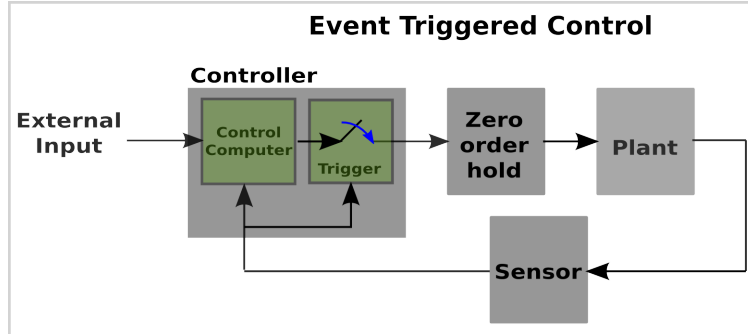 Event Triggered Control
Controller
External
Input
Control
Computer
Trigger
Zero
order
hold
Plant
Sensor